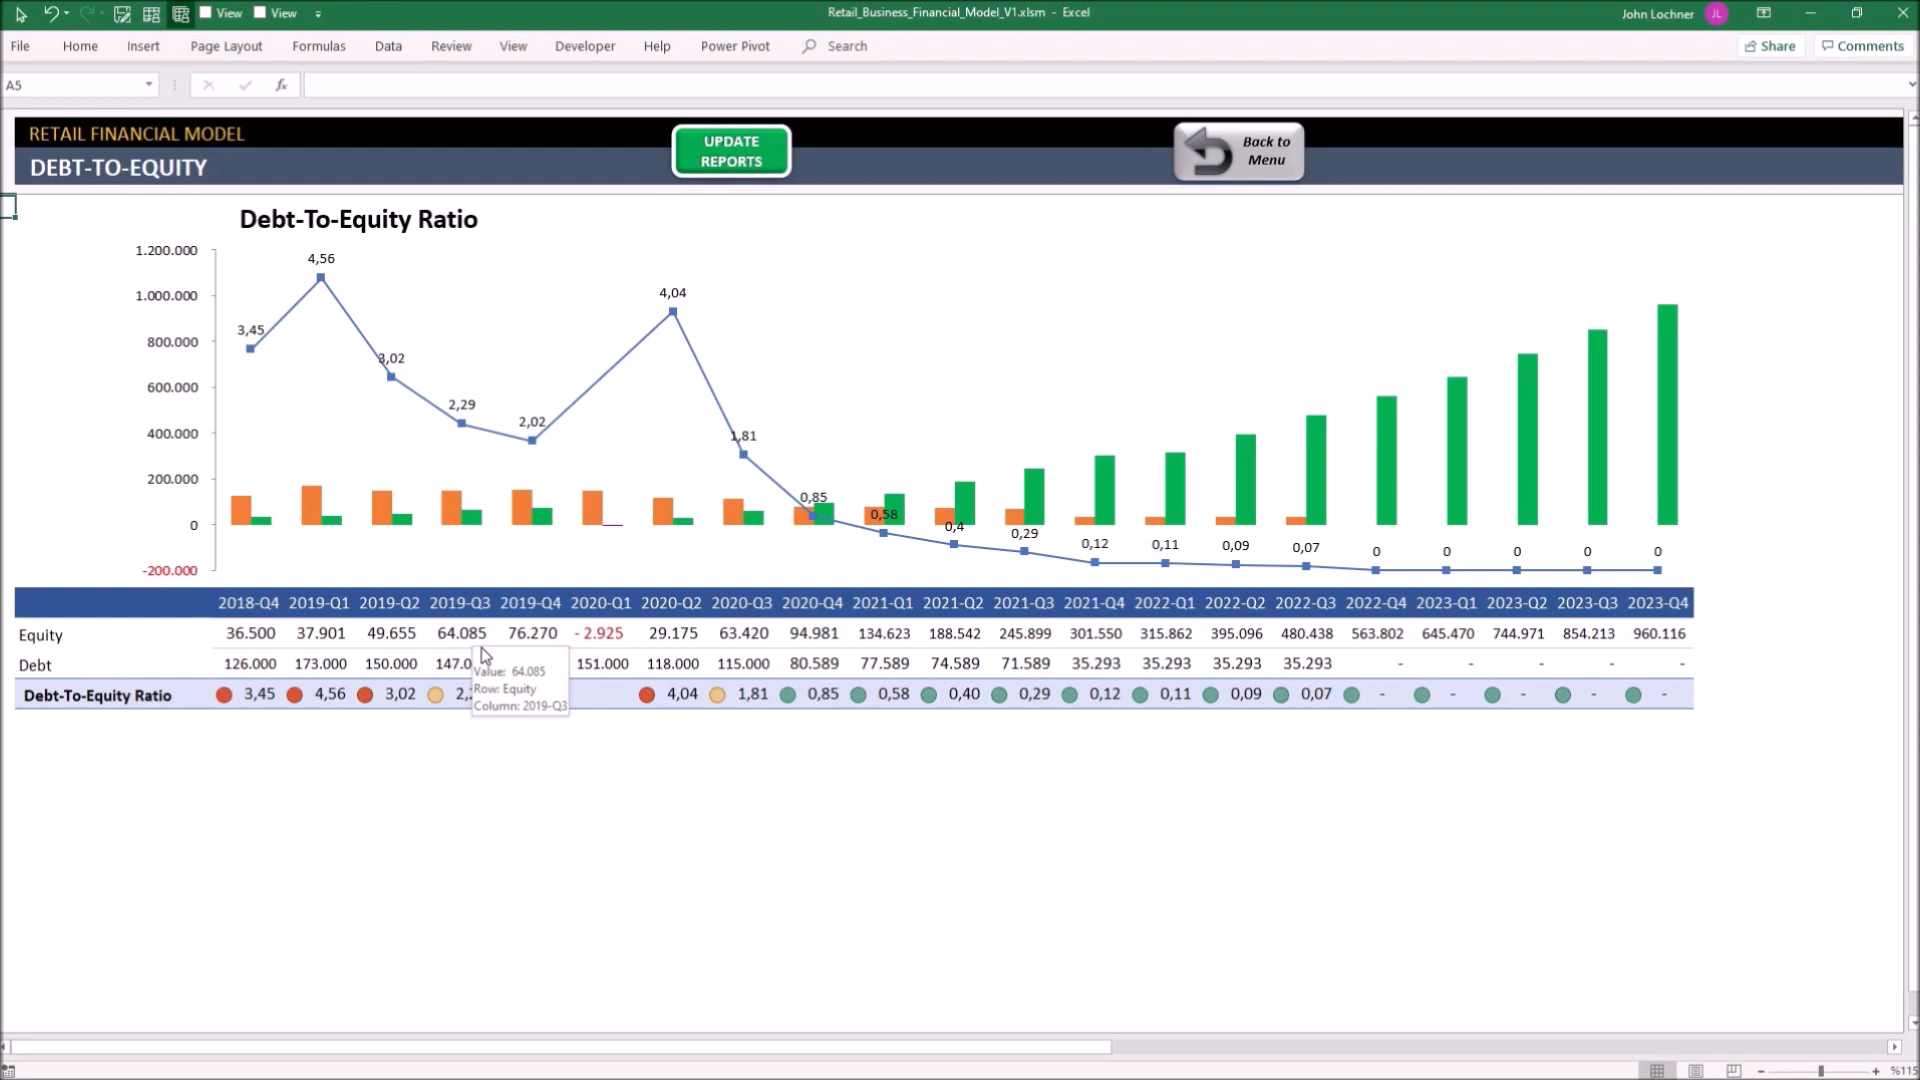 View View
Retail_Business_Financial_Model_V1.xlsm - Excel
John Lochner JL
File Home Insert Page Layout Formulas Data Review View Developer Help Power Pivot Search Share Comments
A5 fx
RETAIL FINANCIAL MODEL
DEBT-TO-EQUITY
UPDATE
REPORTS
Back to
Menu
Debt-To-Equity Ratio
1.200.000
1.000.000
800.000
600.000
400.000
200.000
0
-200.000
3,45 4,56 3,02 2,29 2,02 4,04 1,81 0,85 0,58 0,4 0,29 0,12 0,11 0,09 0,07 0 0 0 0 0
2018-Q4 2019-Q1 2019-Q2 2019-Q3 2019-Q4 2020-Q1 2020-Q2 2020-Q3 2020-Q4 2021-Q1 2021-Q2 2021-Q3 2021-Q4 2022-Q1 2022-Q2 2022-Q3 2022-Q4 2023-Q1 2023-Q2 2023-Q3 2023-Q4
Equity 36.500 37.901 49.655 64.085 76.270 - 2.925 29.175 63.420 94.981 134.623 188.542 245.899 301.550 315.862 395.096 480.438 563.802 645.470 744.971 854.213 960.116
Debt 126.000 173.000 150.000 147.0 151.000 118.000 115.000 80.589 77.589 74.589 71.589 35.293 35.293 35.293 35.293 - - - - -
Debt-To-Equity Ratio 3,45 4,56 3,02 2,2 4,04 1,81 0,85 0,58 0,40 0,29 0,12 0,11 0,09 0,07 - - - - -
Value: 64.085
Row: Equity
Column: 2019-Q3
%115